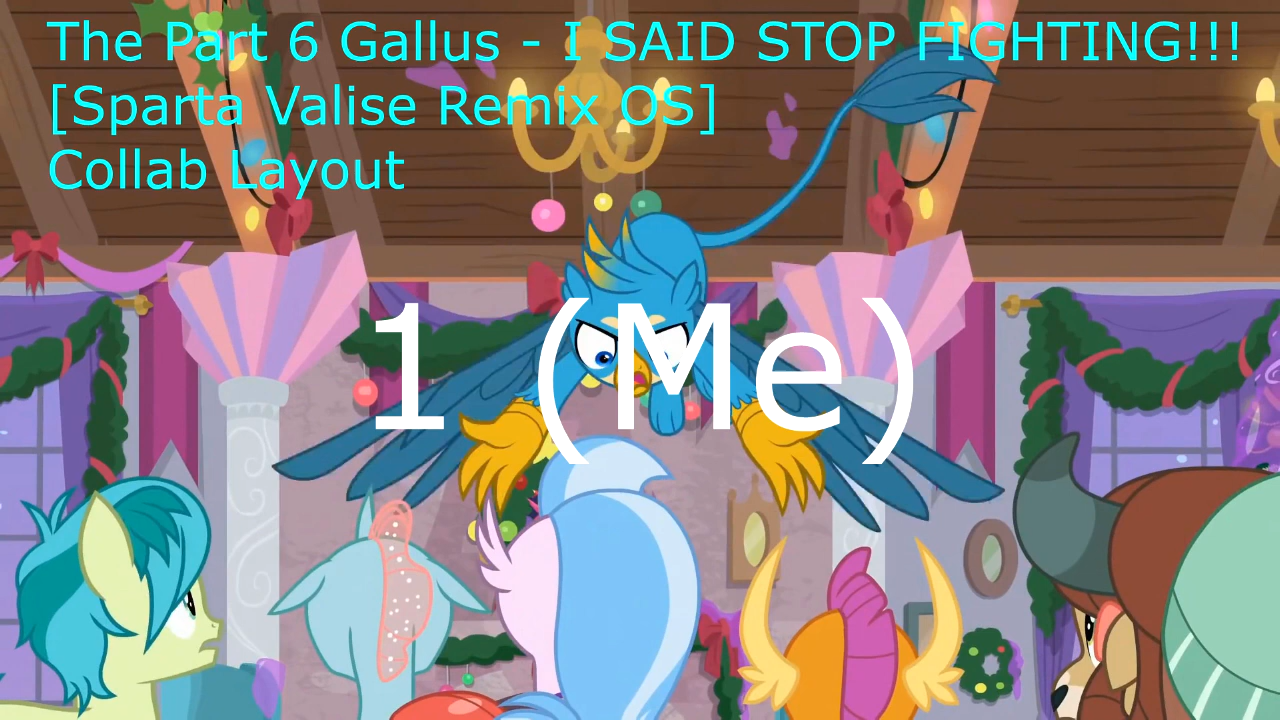 The Part 6 Gallus - I SAID STOP FIGHTING!!!
[Sparta Valise Remix OS]
Collab Layout
1 (Me)